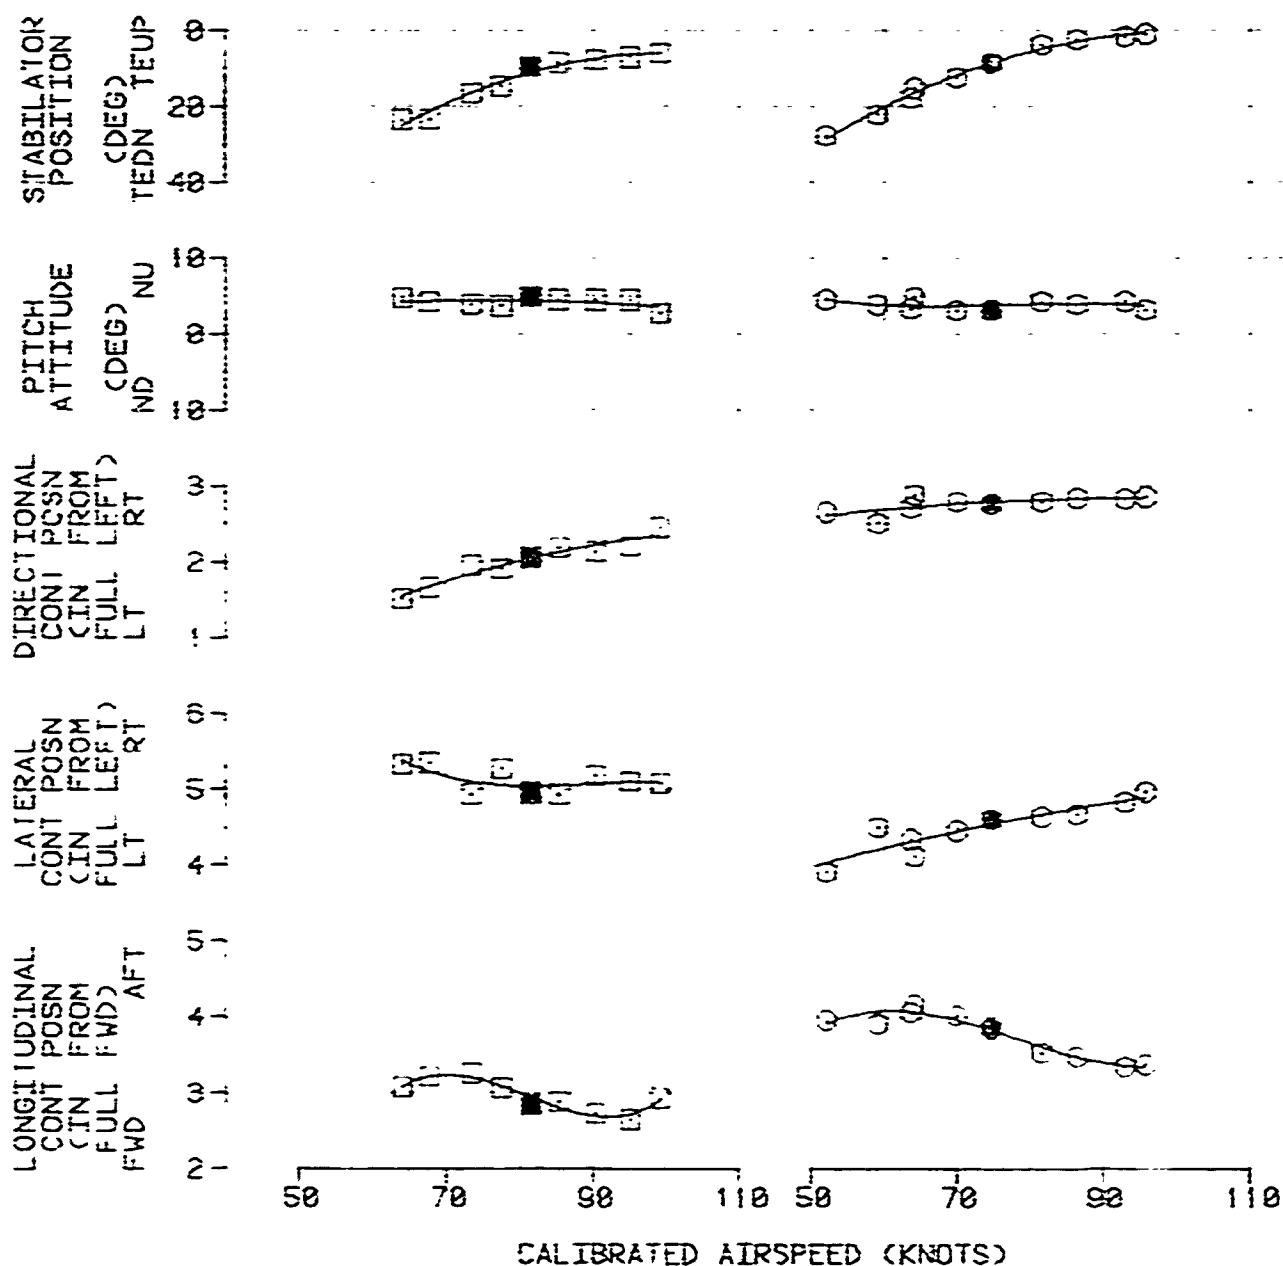 STABILATOR
POSITION
(DEG)
TEDN TEUP
0
20
40
PITCH
ATTITUDE
(DEG)
ND NU
10
0
10
DIRECTIONAL
CONT POSN
(IN FROM
FULL LEFT)
LT RT
3
2
1
LATERAL
CONT POSN
(IN FROM
FULL LEFT)
LT RT
6
5
4
LONGITUDINAL
CONT POSN
(IN FROM
FULL FWD)
FWD AFT
5
4
3
2
50 70 90 110 50 70 90 110
CALIBRATED AIRSPEED (KNOTS)